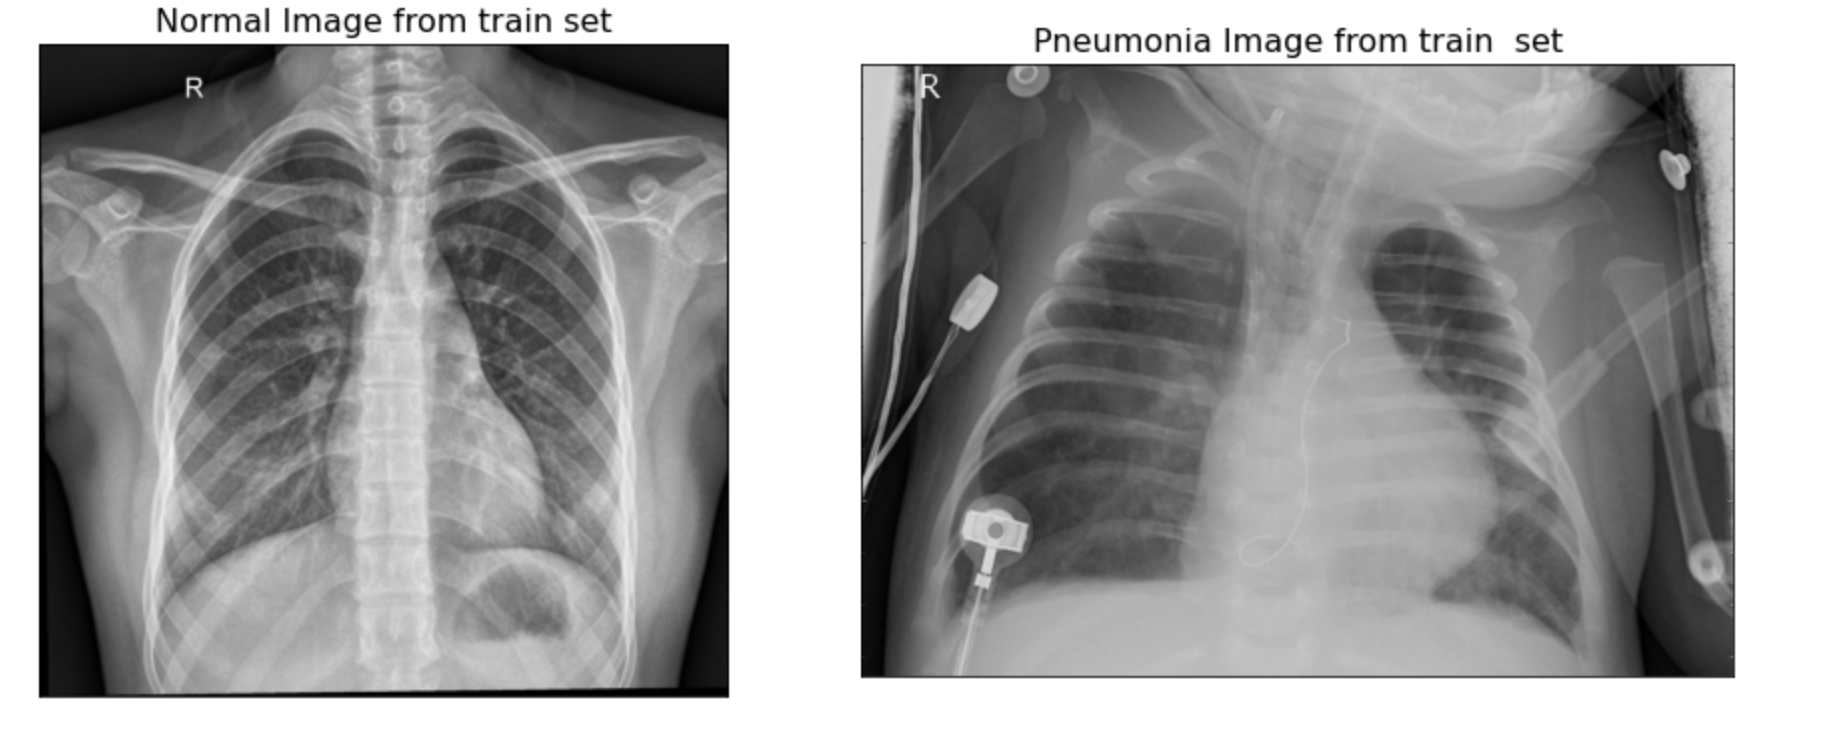 Normal Image from train set
R
Pneumonia Image from train  set
R